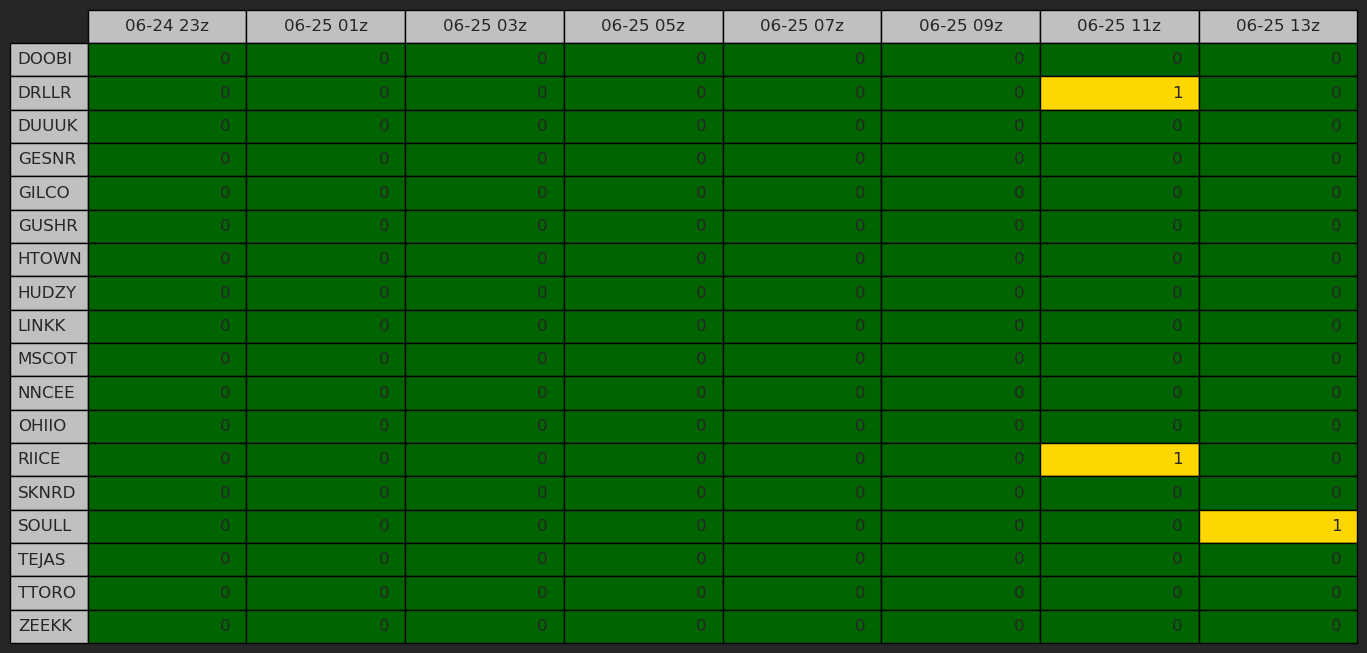 06-24 23z 06-25 01z 06-25 03z 06-25 05z 06-25 07z 06-25 09z 06-25 11z 06-25 13z
DOOBI 0 0 0 0 0 0 0 0
DRLLR 0 0 0 0 0 0 1 0
DUUUK 0 0 0 0 0 0 0 0
GESNR 0 0 0 0 0 0 0 0
GILCO 0 0 0 0 0 0 0 0
GUSHR 0 0 0 0 0 0 0 0
HTOWN 0 0 0 0 0 0 0 0
HUDZY 0 0 0 0 0 0 0 0
LINKK 0 0 0 0 0 0 0 0
MSCOT 0 0 0 0 0 0 0 0
NNCEE 0 0 0 0 0 0 0 0
OHIIO 0 0 0 0 0 0 0 0
RIICE 0 0 0 0 0 0 1 0
SKNRD 0 0 0 0 0 0 0 0
SOULL 0 0 0 0 0 0 0 1
TEJAS 0 0 0 0 0 0 0 0
TTORO 0 0 0 0 0 0 0 0
ZEEKK 0 0 0 0 0 0 0 0